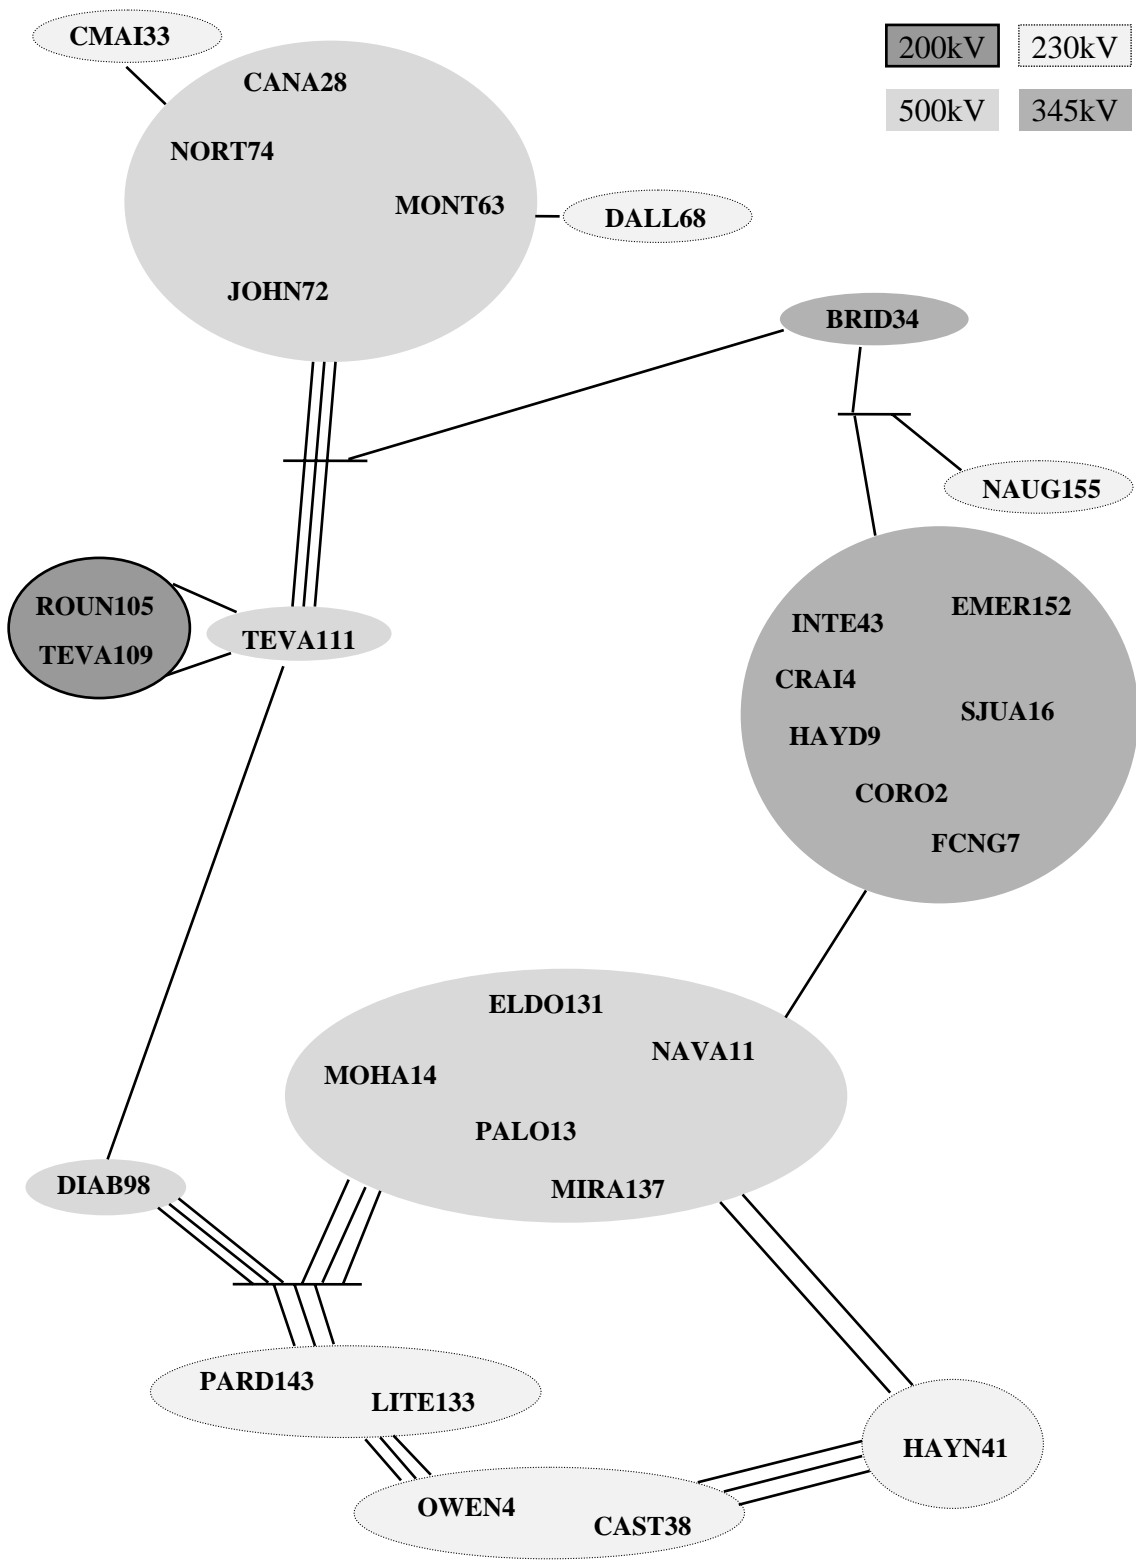 CMAI33
200kV 230kV
CANA28
500kV 345kV
NORT74
MONT63
DALL68
JOHN72
BRID34
NAUG155
ROUN105
EMER152
INTE43
TEVA111
TEVA109
CRAI4
SJUA16
HAYD9
CORO2
FCNG7
ELDO131
NAVA11
MOHA14
PALO13
DIAB98
MIRA137
PARD143
LITE133
HAYN41
OWEN4
CAST38